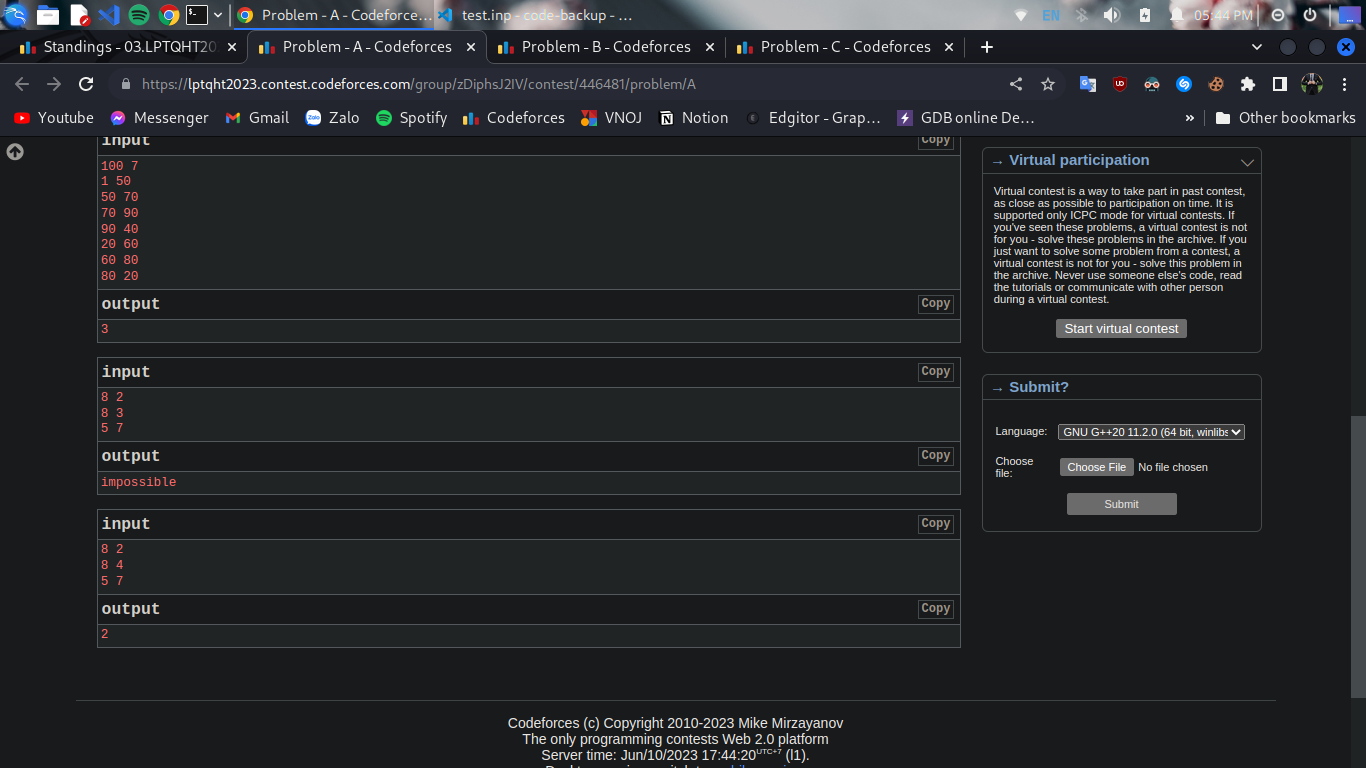 Problem - A - Codeforce...
test.inp - code-backup - ...
EN
05:44 PM
Standings - 03.LPTQHT20
Problem - A - Codeforces
Problem - B - Codeforces
Problem - C - Codeforces
https://lptqht2023.contest.codeforces.com/group/zDiphsJ2IV/contest/446481/problem/A
Youtube
Messenger
Gmail
Zalo
Spotify
Codeforces
VNOJ
Notion
Edgitor - Grap...
GDB online De...
»
Other bookmarks
input
Copy
100 7
1 50
50 70
70 90
90 40
20 60
60 80
80 20
output
Copy
3
input
Copy
8 2
8 3
5 7
output
Copy
impossible
input
Copy
8 2
8 4
5 7
output
Copy
2
→ Virtual participation
Virtual contest is a way to take part in past contest,
as close as possible to participation on time. It is
supported only ICPC mode for virtual contests. If
you've seen these problems, a virtual contest is not
for you - solve these problems in the archive. If you
just want to solve some problem from a contest, a
virtual contest is not for you - solve this problem in
the archive. Never use someone else's code, read
the tutorials or communicate with other person
during a virtual contest.
Start virtual contest
→ Submit?
Language:
GNU G++20 11.2.0 (64 bit, winlibs
Choose
file:
Choose File No file chosen
Submit
Codeforces (c) Copyright 2010-2023 Mike Mirzayanov
The only programming contests Web 2.0 platform
Server time: Jun/10/2023 17:44:20UTC+7 (l1).